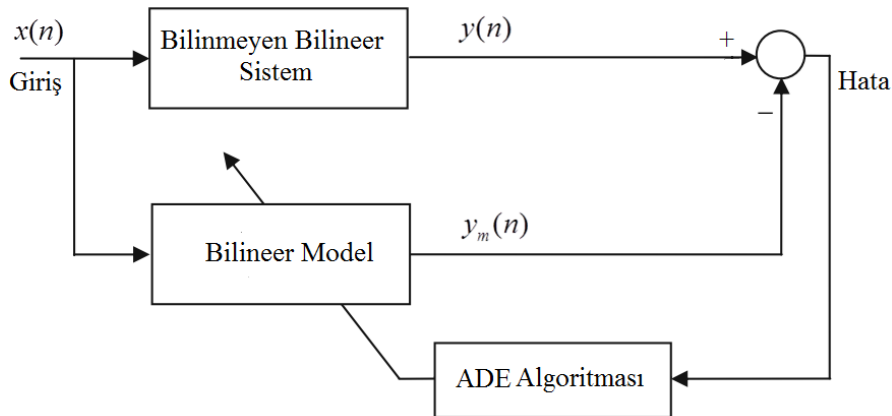 x(n)
Giriş
Bilinmeyen Bilineer
Sistem
y(n)
+
−
Hata
Bilineer Model
y_m(n)
ADE Algoritması